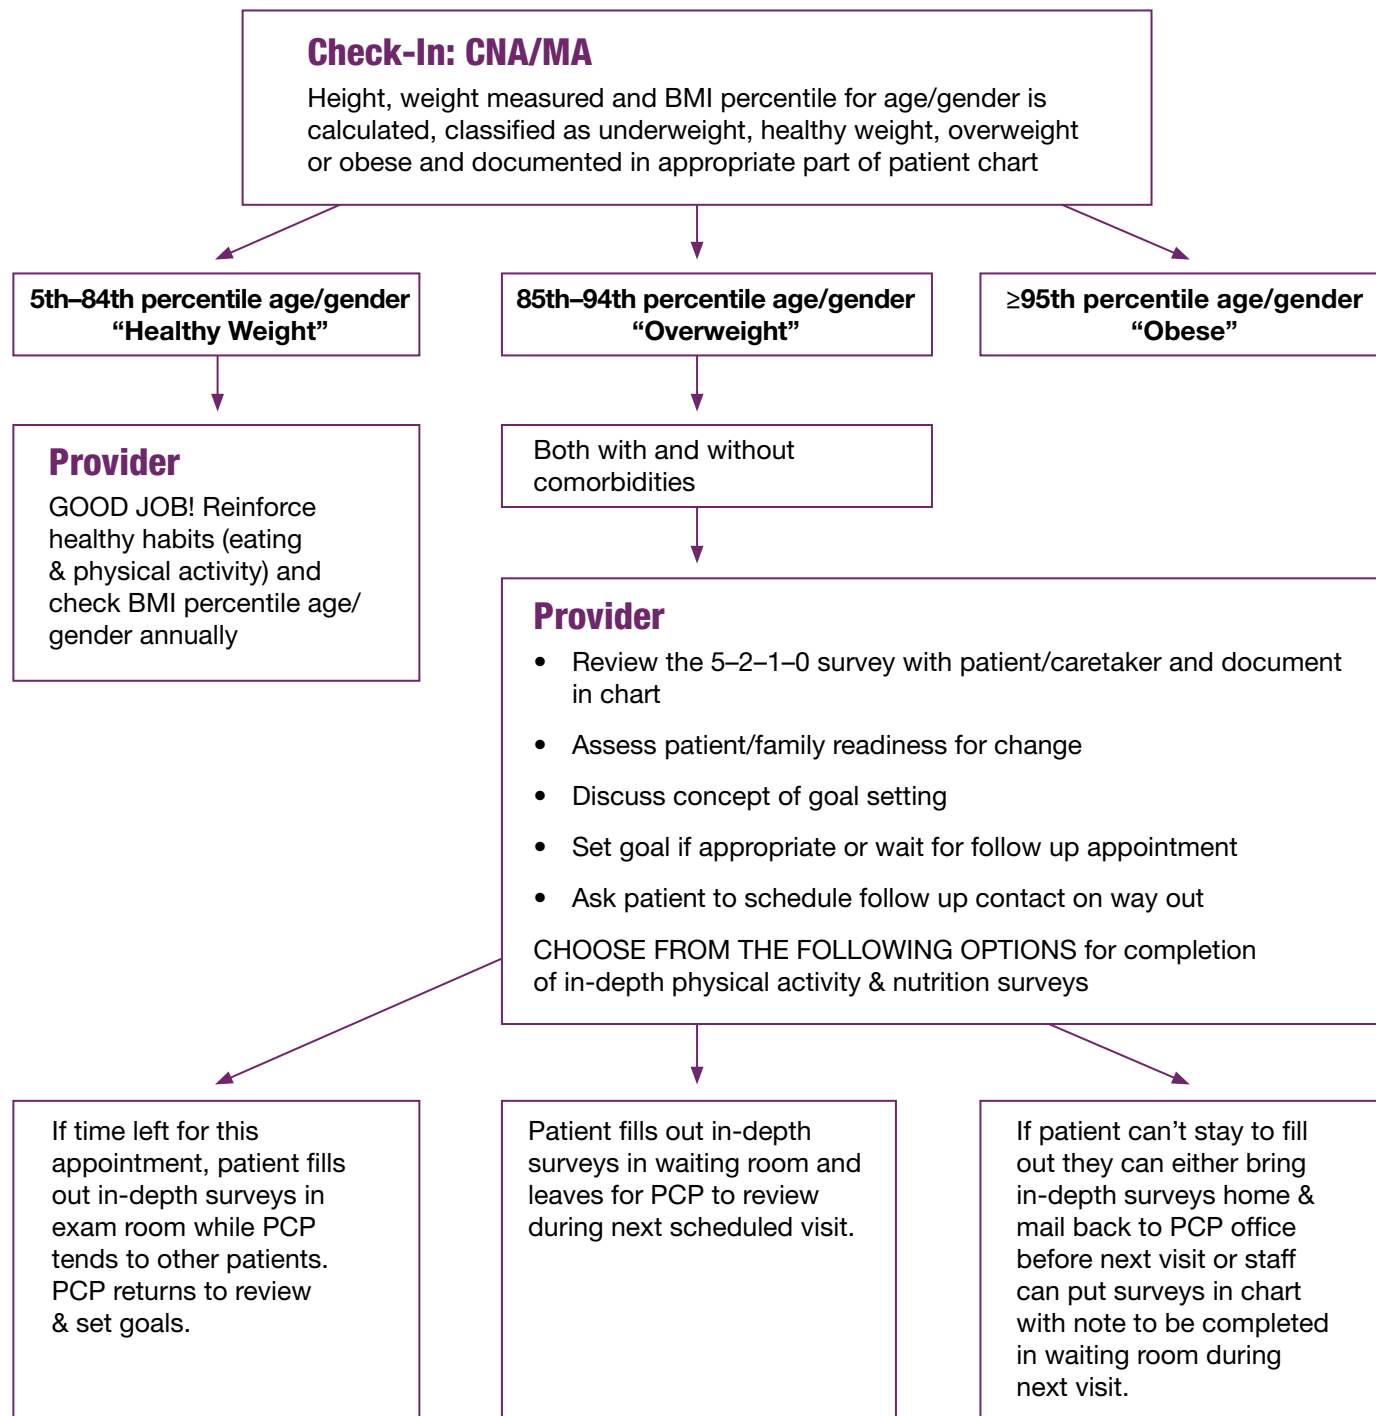 Check-In: CNA/MA
Height, weight measured and BMI percentile for age/gender is
calculated, classified as underweight, healthy weight, overweight
or obese and documented in appropriate part of patient chart
5th–84th percentile age/gender
“Healthy Weight”
85th–94th percentile age/gender
“Overweight”
≥95th percentile age/gender
“Obese”
Provider
GOOD JOB! Reinforce
healthy habits (eating
& physical activity) and
check BMI percentile age/
gender annually
Both with and without
comorbidities
Provider
• Review the 5–2–1–0 survey with patient/caretaker and document
in chart
• Assess patient/family readiness for change
• Discuss concept of goal setting
• Set goal if appropriate or wait for follow up appointment
• Ask patient to schedule follow up contact on way out
CHOOSE FROM THE FOLLOWING OPTIONS for completion
of in-depth physical activity & nutrition surveys
If time left for this
appointment, patient fills
out in-depth surveys in
exam room while PCP
tends to other patients.
PCP returns to review
& set goals.
Patient fills out in-depth
surveys in waiting room and
leaves for PCP to review
during next scheduled visit.
If patient can’t stay to fill
out they can either bring
in-depth surveys home &
mail back to PCP office
before next visit or staff
can put surveys in chart
with note to be completed
in waiting room during
next visit.